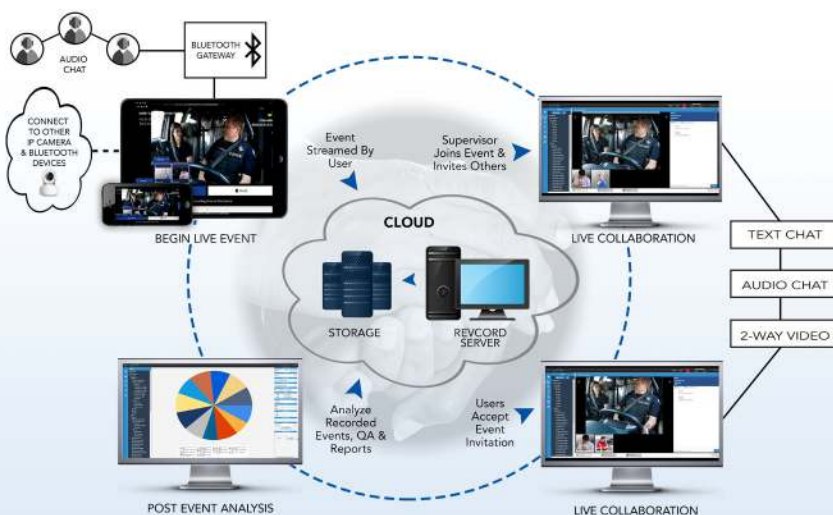 AUDIO
CHAT
BLUETOOTH
GATEWAY
CONNECT
TO OTHER
IP CAMERA
& BLUETOOTH
DEVICES
BEGIN LIVE EVENT
Event
Streamed By
User
Supervisor
Joins Event &
Invites Others
LIVE COLLABORATION
CLOUD
STORAGE
REVCORD
SERVER
TEXT CHAT
AUDIO CHAT
2-WAY VIDEO
Analyze
Recorded
Events, QA &
Reports
Users
Accept
Event
Invitation
POST EVENT ANALYSIS
LIVE COLLABORATION